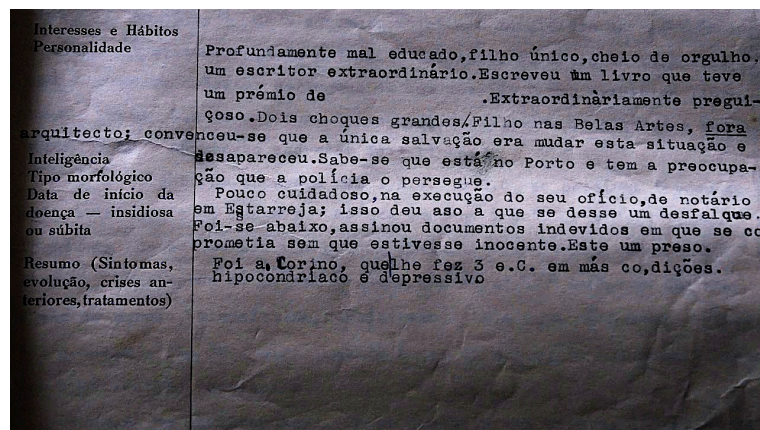 Interesses e Hábitos
Personalidade
Profundamente mal educado,filho único,cheio de orgulho.
um escritor extraordinário.Escreveu um livro que teve
um prémio de .Extraordinàriamente pregui-
çoso.Dois choques grandes/Filho nas Belas Artes, fora
arquitecto; convenceu-se que a única salvação era mudar esta situação e
desapareceu.Sabe-se que está no Porto e tem a preocupa-
ção que a polícia o persegue.
Inteligência
Tipo morfológico
Data de início da
doença — insidiosa
ou súbita
Pouco cuidadoso,na execução do seu ofício,de notário
em Estarreja; isso deu aso a que se desse um desfalque.
Foi-se abaixo,assinou documentos indevidos em que se co
prometia sem que estivesse inocente.Este um preso.
Resumo (Sintomas,
evolução, crises an-
teriores,tratamentos)
Foi a Corino, que lhe fez 3 e.C. em más co,dições.
hipocondriaco e depressivo